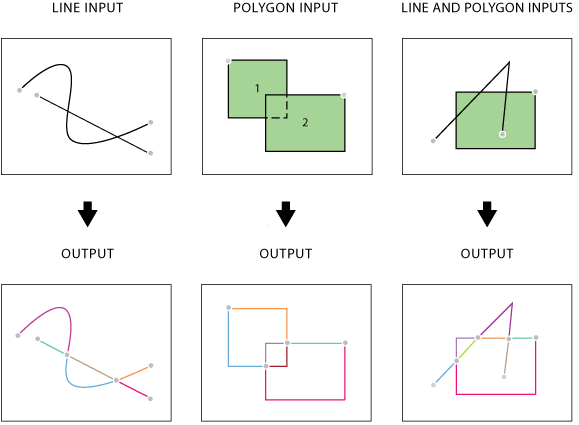 LINE INPUT
POLYGON INPUT
LINE AND POLYGON INPUTS
1
2
OUTPUT
OUTPUT
OUTPUT